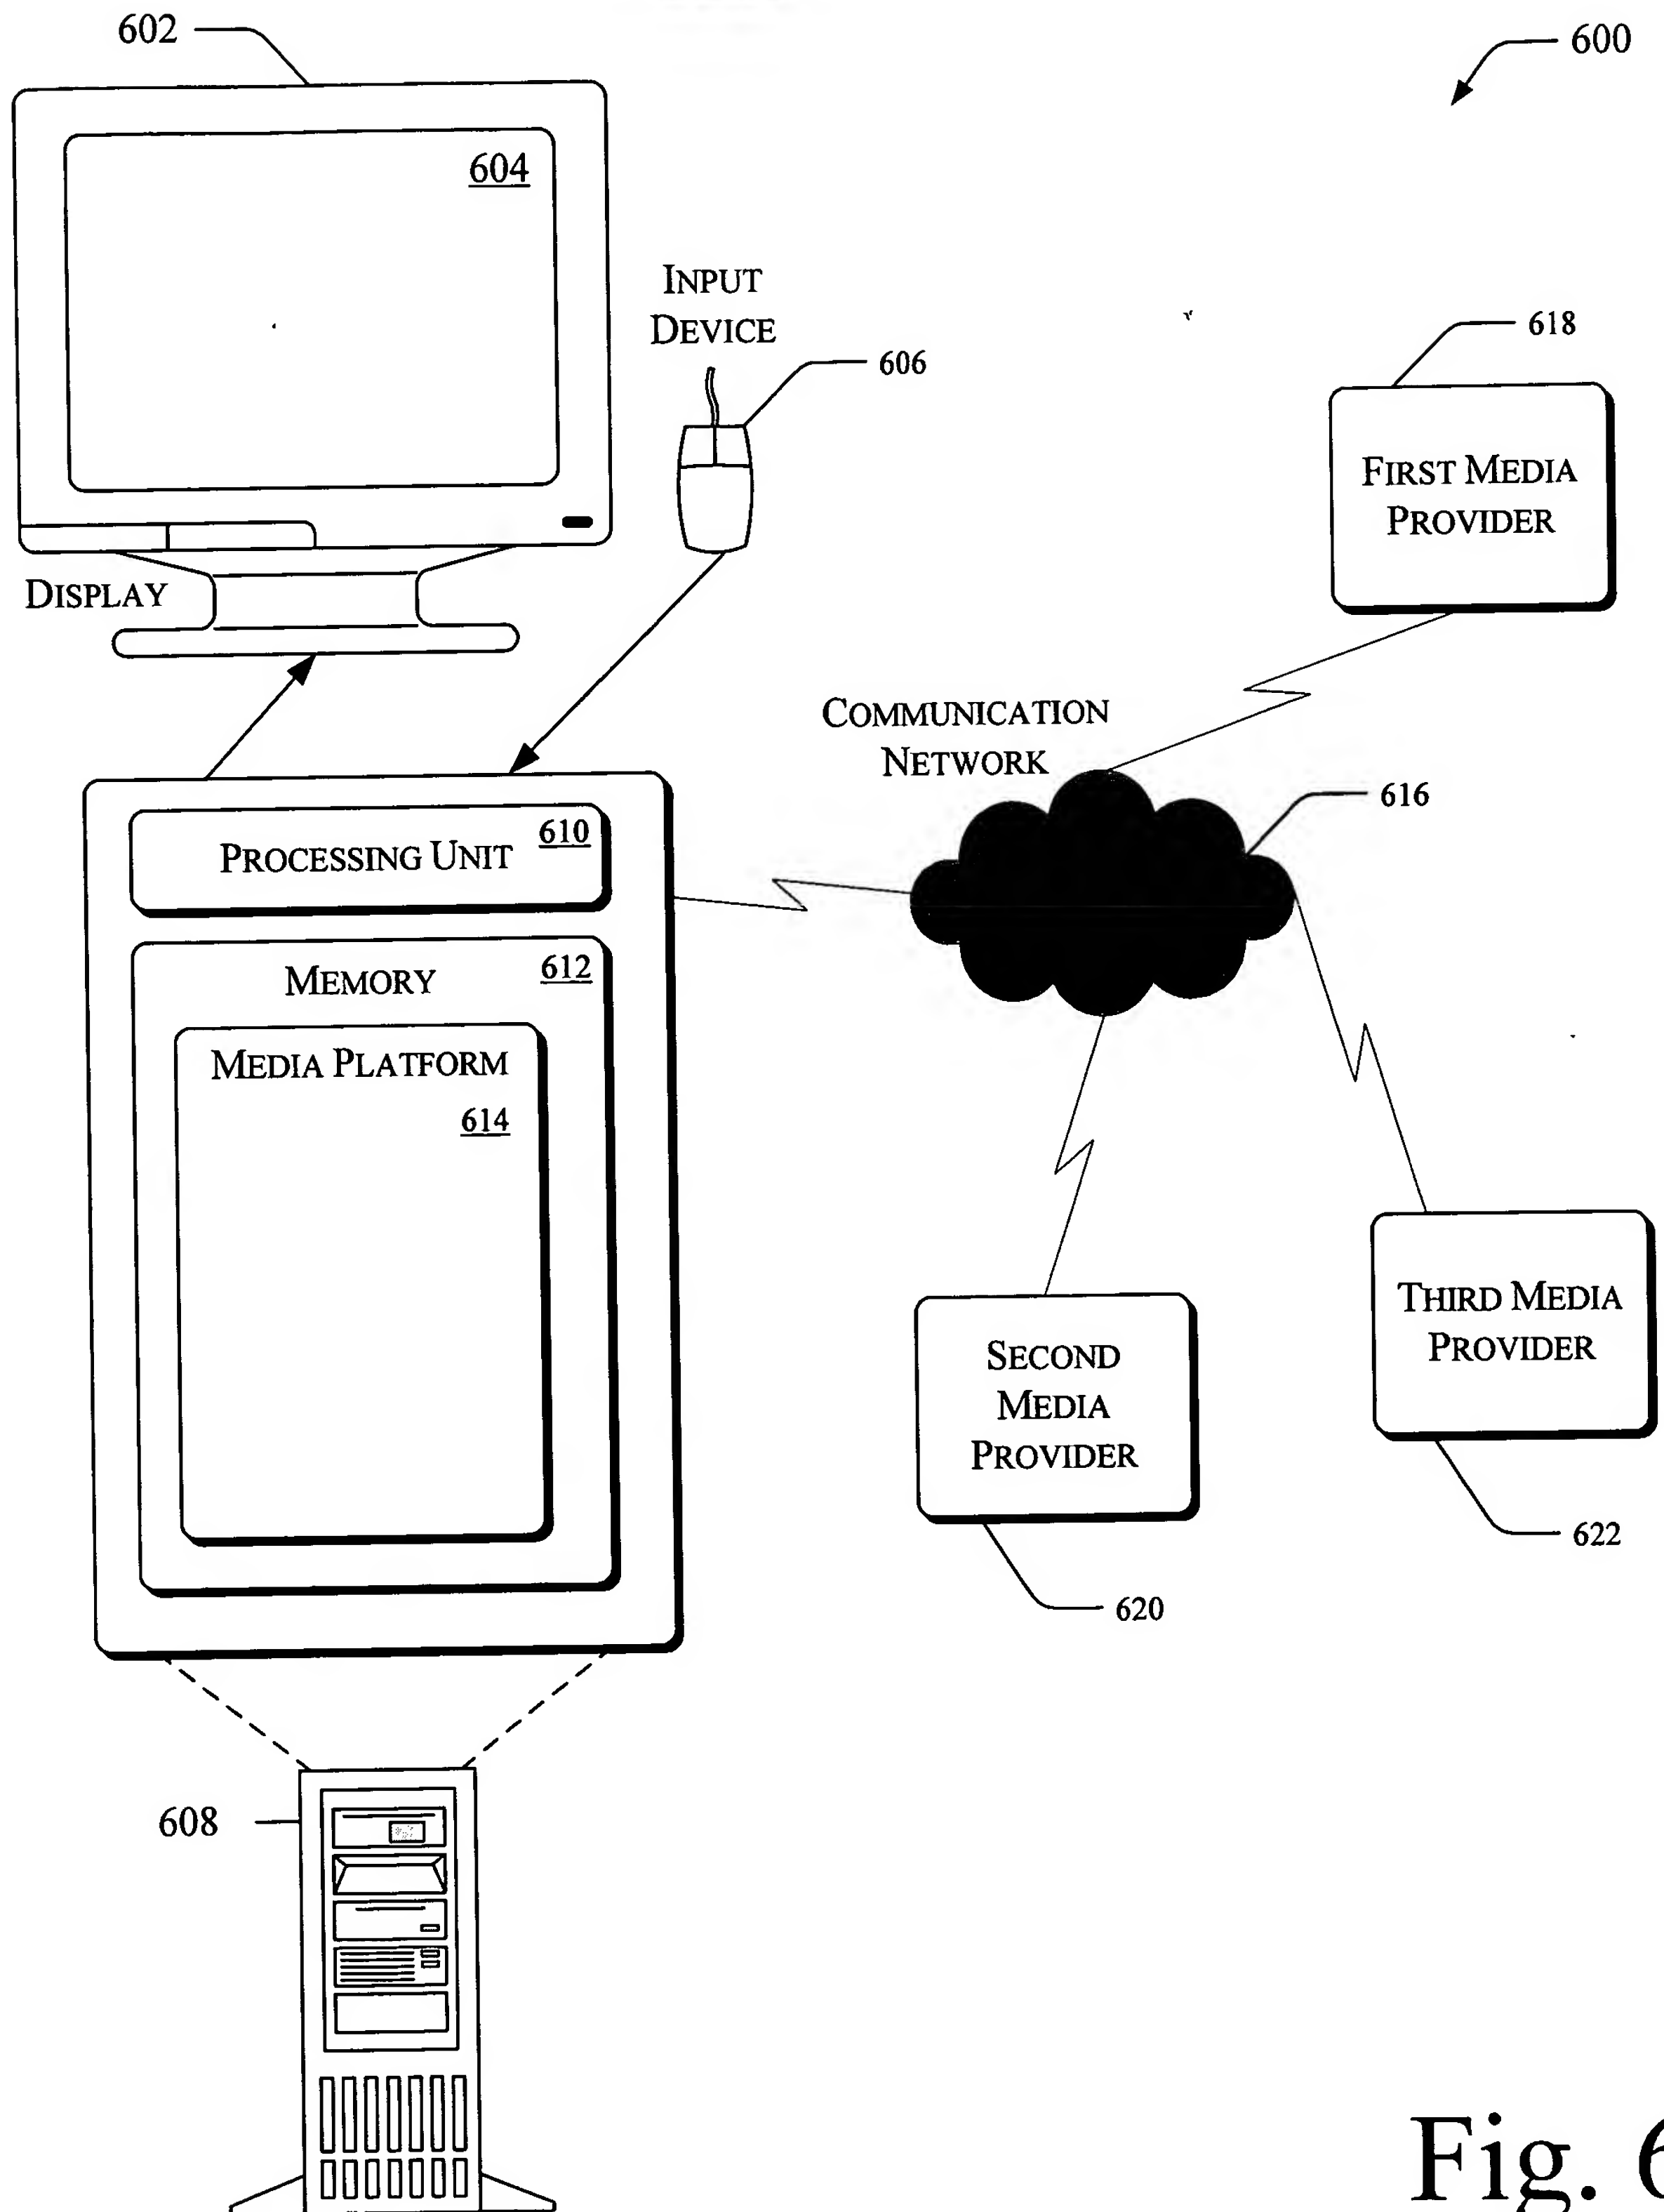 602
600
604
INPUT
DEVICE
606
618
FIRST MEDIA
PROVIDER
DISPLAY
COMMUNICATION
NETWORK
616
PROCESSING UNIT 610
MEMORY 612
MEDIA PLATFORM
614
SECOND
MEDIA
PROVIDER
THIRD MEDIA
PROVIDER
622
620
608
Fig. 6